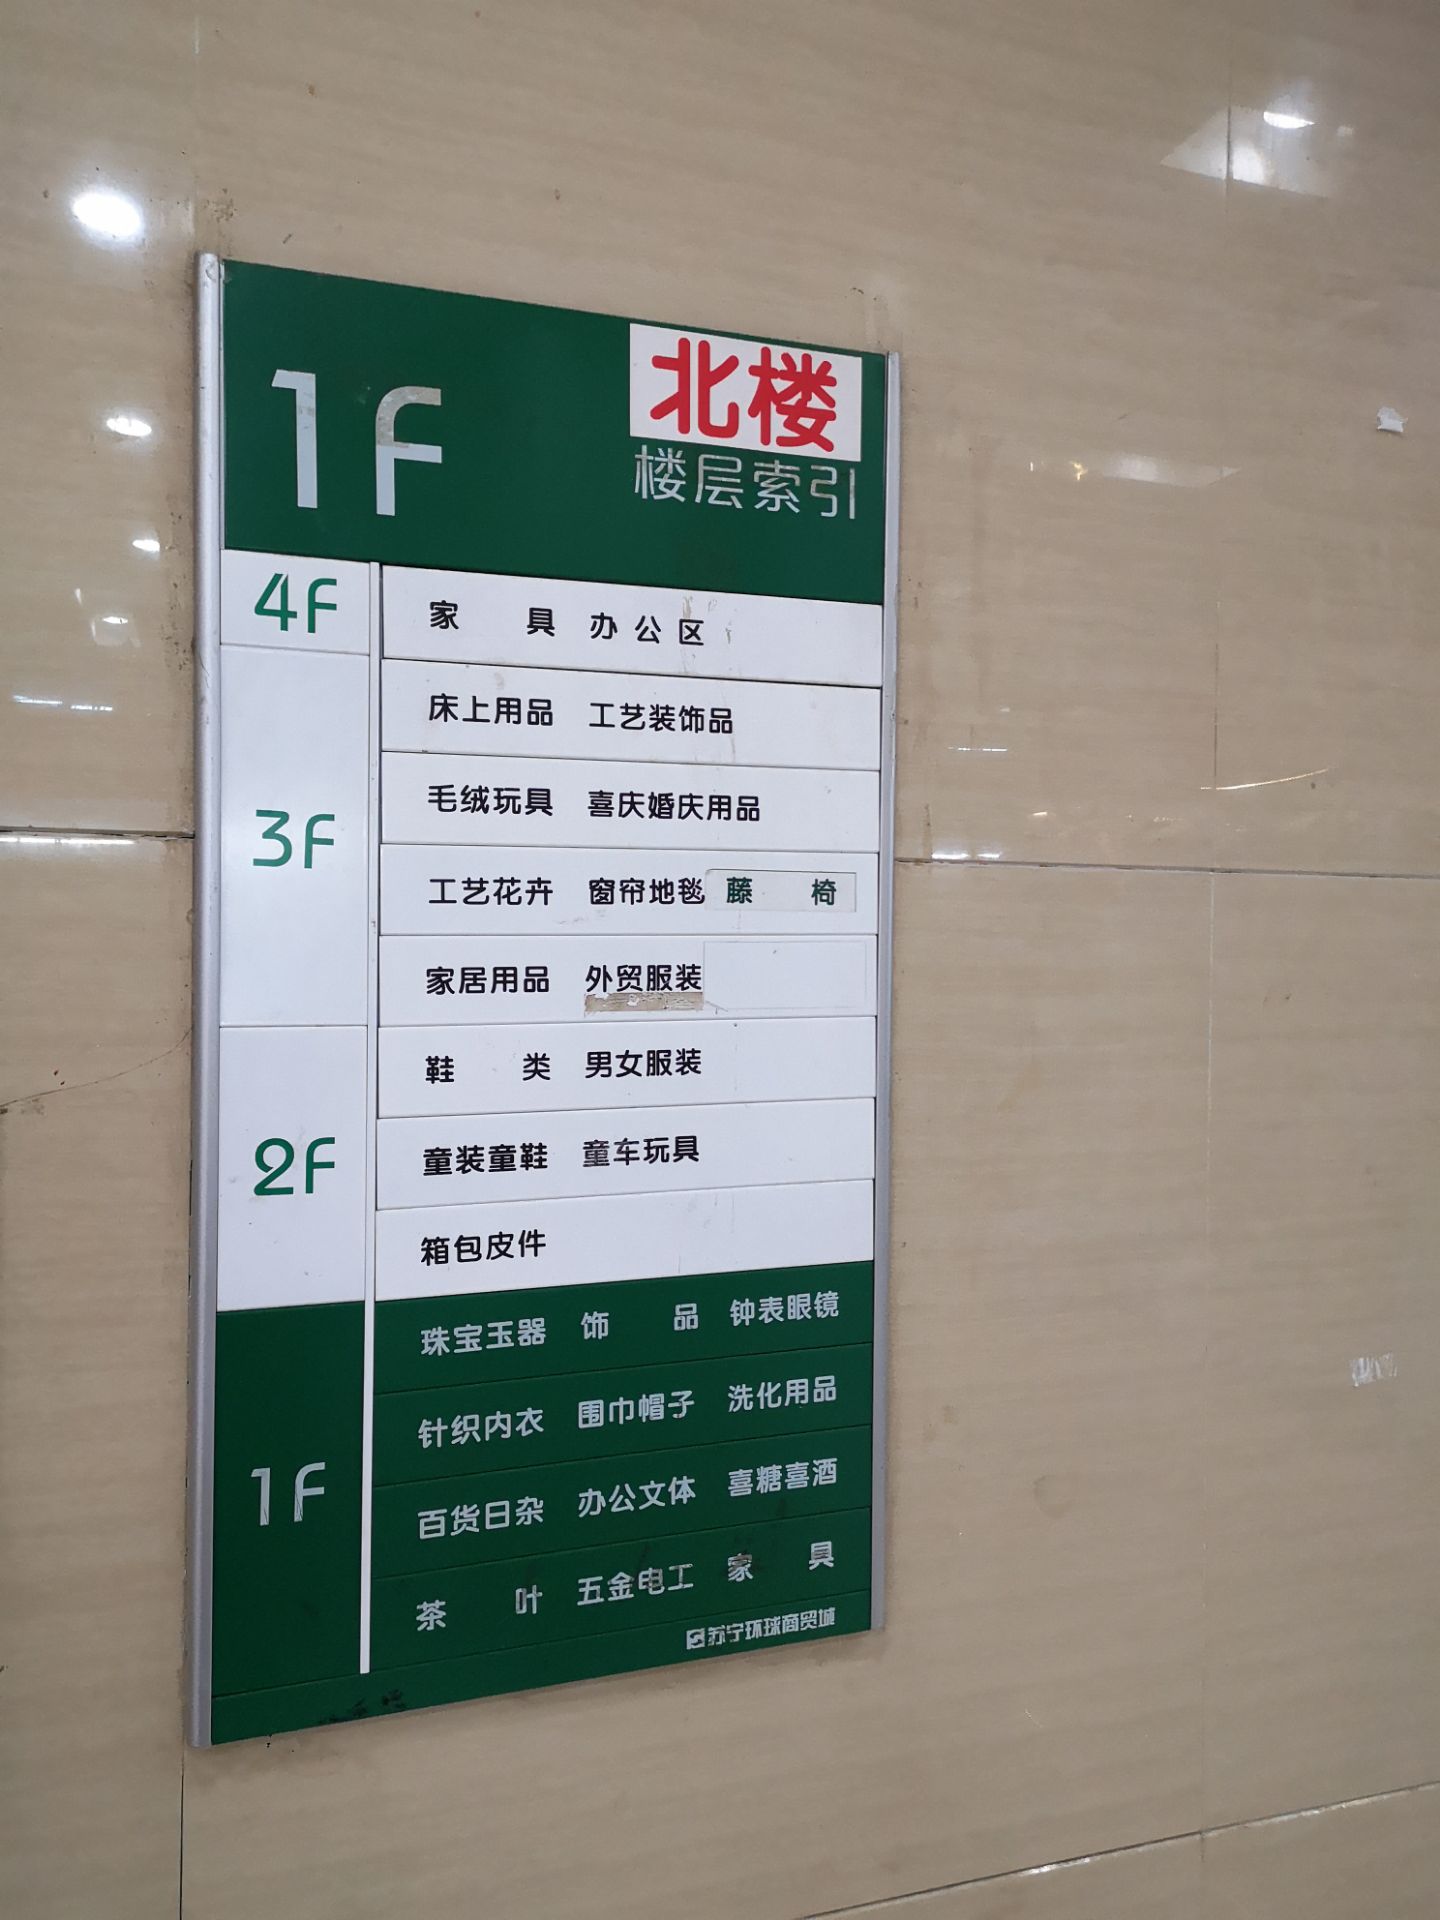 1F
北楼
楼层索引
4F
家具 办公区
床上用品 工艺装饰品
3F
毛绒玩具 喜庆婚庆用品
工艺花卉 窗帘地毯 藤椅
家居用品 外贸服装
鞋类 男女服装
2F
童装童鞋 童车玩具
箱包皮件
珠宝玉器 饰品 钟表眼镜
针织内衣 围巾帽子 洗化用品
1F
百货日杂 办公文体 喜糖喜酒
茶叶 五金电工 家具
苏宁环球商贸城